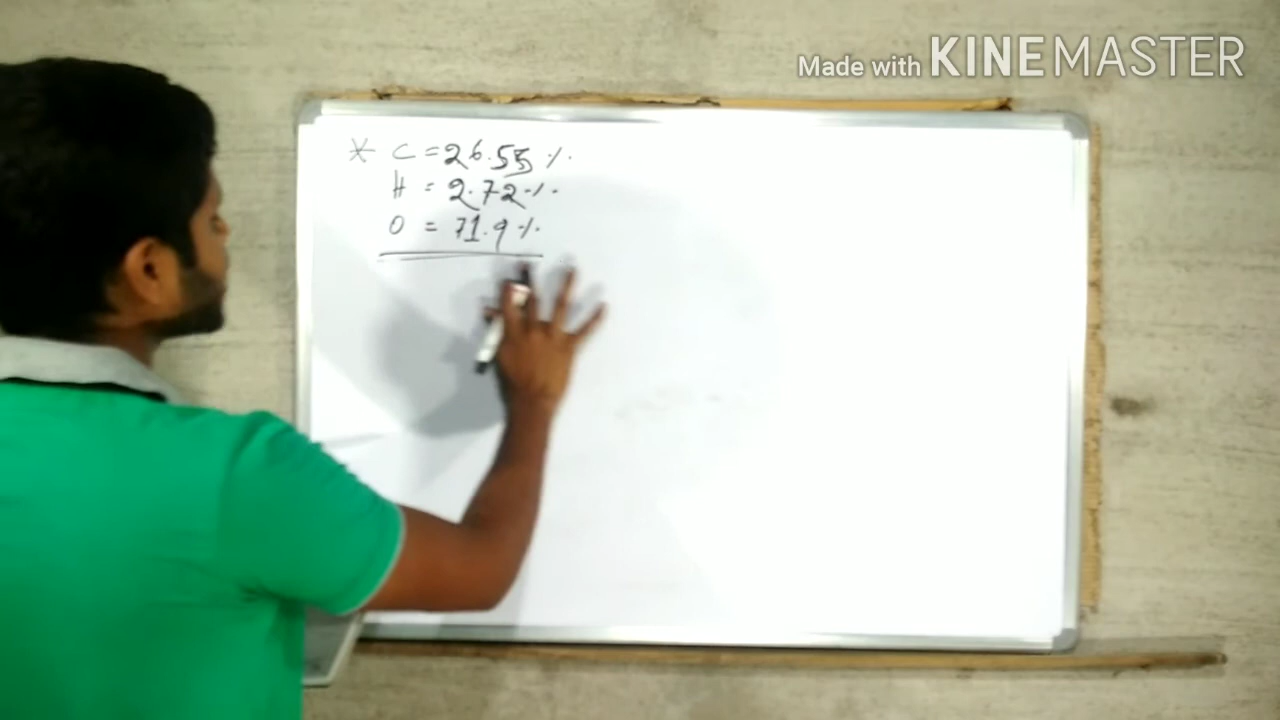 Made with KINEMASTER
* C = 26.55 %.
H = 2.72 %.
O = 71.9 %.